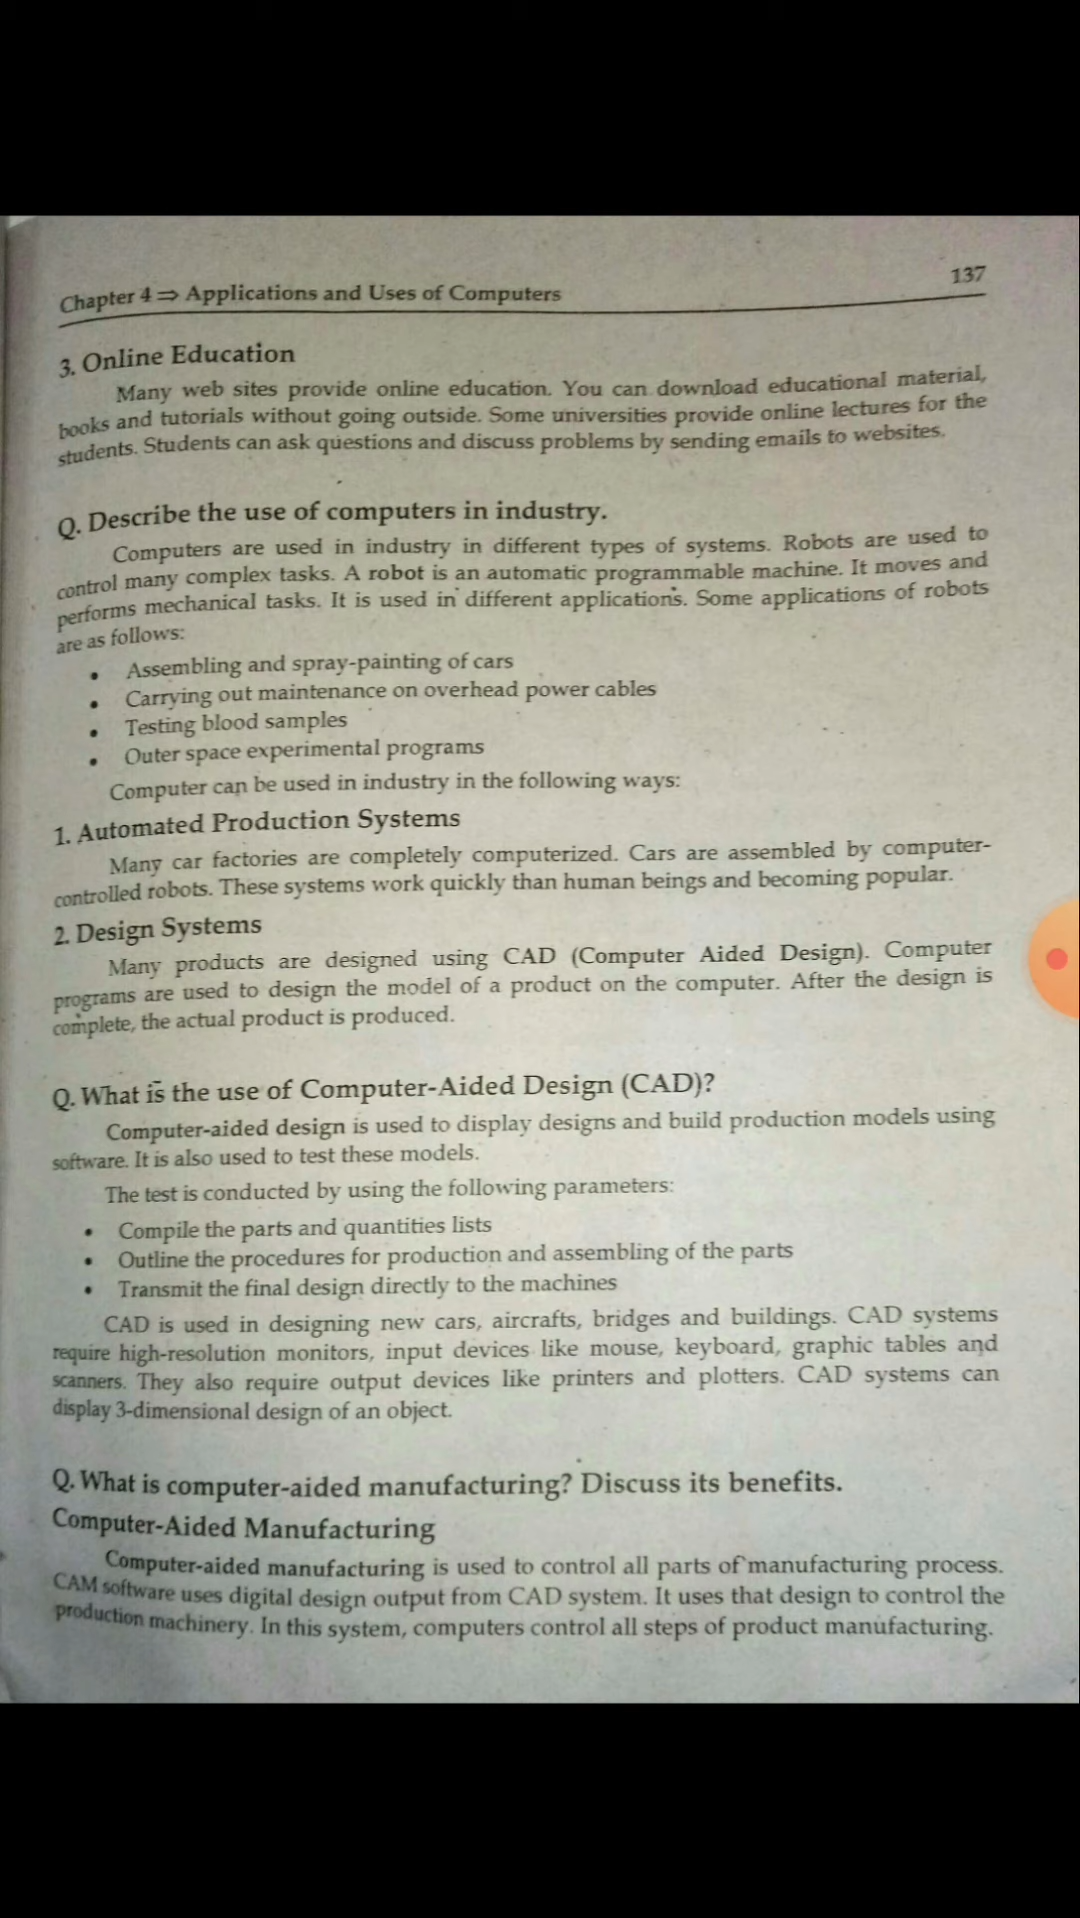 137
Chapter 4 ⇒ Applications and Uses of Computers
3. Online Education
Many web sites provide online education. You can download educational material,
books and tutorials without going outside. Some universities provide online lectures for the
students. Students can ask questions and discuss problems by sending emails to websites.
Q. Describe the use of computers in industry.
Computers are used in industry in different types of systems. Robots are used to
control many complex tasks. A robot is an automatic programmable machine. It moves and
performs mechanical tasks. It is used in different applications. Some applications of robots
are as follows:
• Assembling and spray-painting of cars
• Carrying out maintenance on overhead power cables
• Testing blood samples
• Outer space experimental programs
Computer can be used in industry in the following ways:
1. Automated Production Systems
Many car factories are completely computerized. Cars are assembled by computer-
controlled robots. These systems work quickly than human beings and becoming popular.
2. Design Systems
Many products are designed using CAD (Computer Aided Design). Computer
programs are used to design the model of a product on the computer. After the design is
complete, the actual product is produced.
Q. What is the use of Computer-Aided Design (CAD)?
Computer-aided design is used to display designs and build production models using
software. It is also used to test these models.
The test is conducted by using the following parameters:
• Compile the parts and quantities lists
• Outline the procedures for production and assembling of the parts
• Transmit the final design directly to the machines
CAD is used in designing new cars, aircrafts, bridges and buildings. CAD systems
require high-resolution monitors, input devices like mouse, keyboard, graphic tables and
scanners. They also require output devices like printers and plotters. CAD systems can
display 3-dimensional design of an object.
Q. What is computer-aided manufacturing? Discuss its benefits.
Computer-Aided Manufacturing
Computer-aided manufacturing is used to control all parts of manufacturing process.
CAM software uses digital design output from CAD system. It uses that design to control the
production machinery. In this system, computers control all steps of product manufacturing.